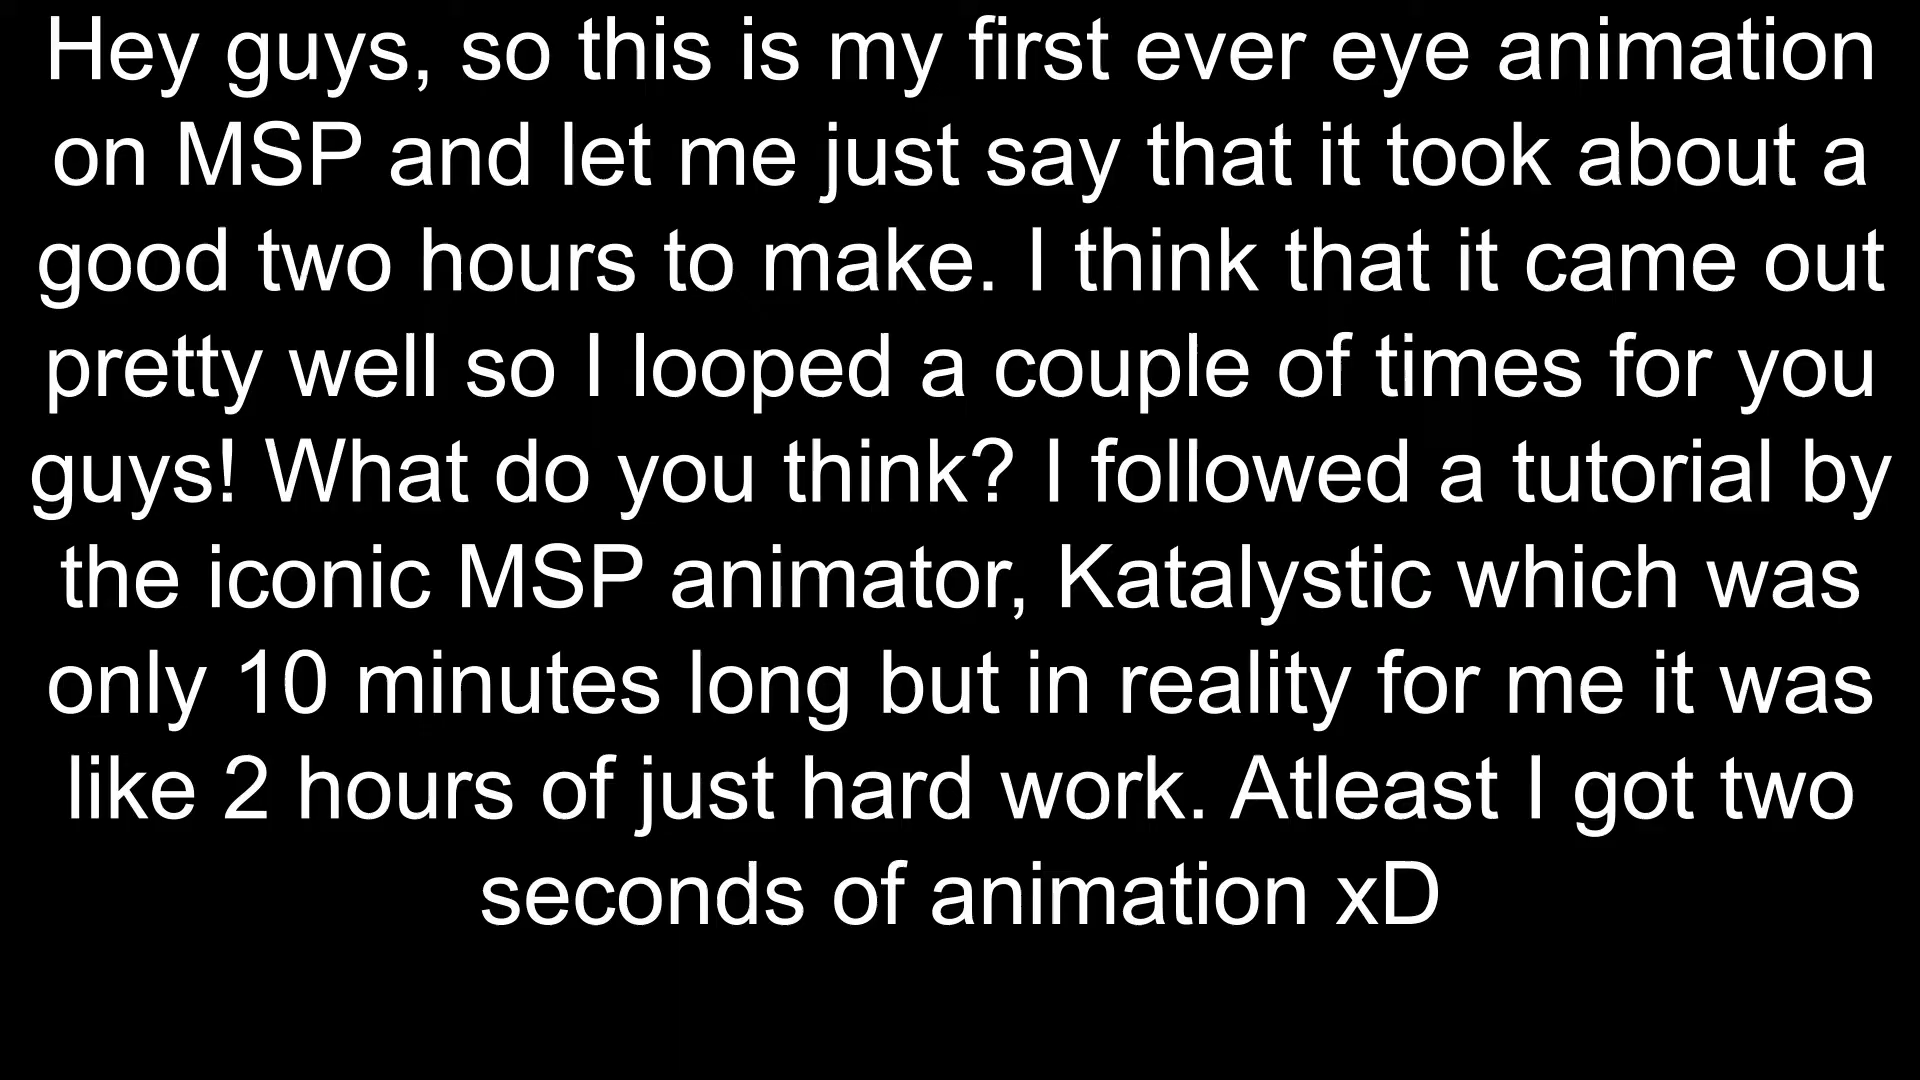 Hey guys, so this is my first ever eye animation
on MSP and let me just say that it took about a
good two hours to make. I think that it came out
pretty well so I looped a couple of times for you
guys! What do you think? I followed a tutorial by
the iconic MSP animator, Katalystic which was
only 10 minutes long but in reality for me it was
like 2 hours of just hard work. Atleast I got two
seconds of animation xD